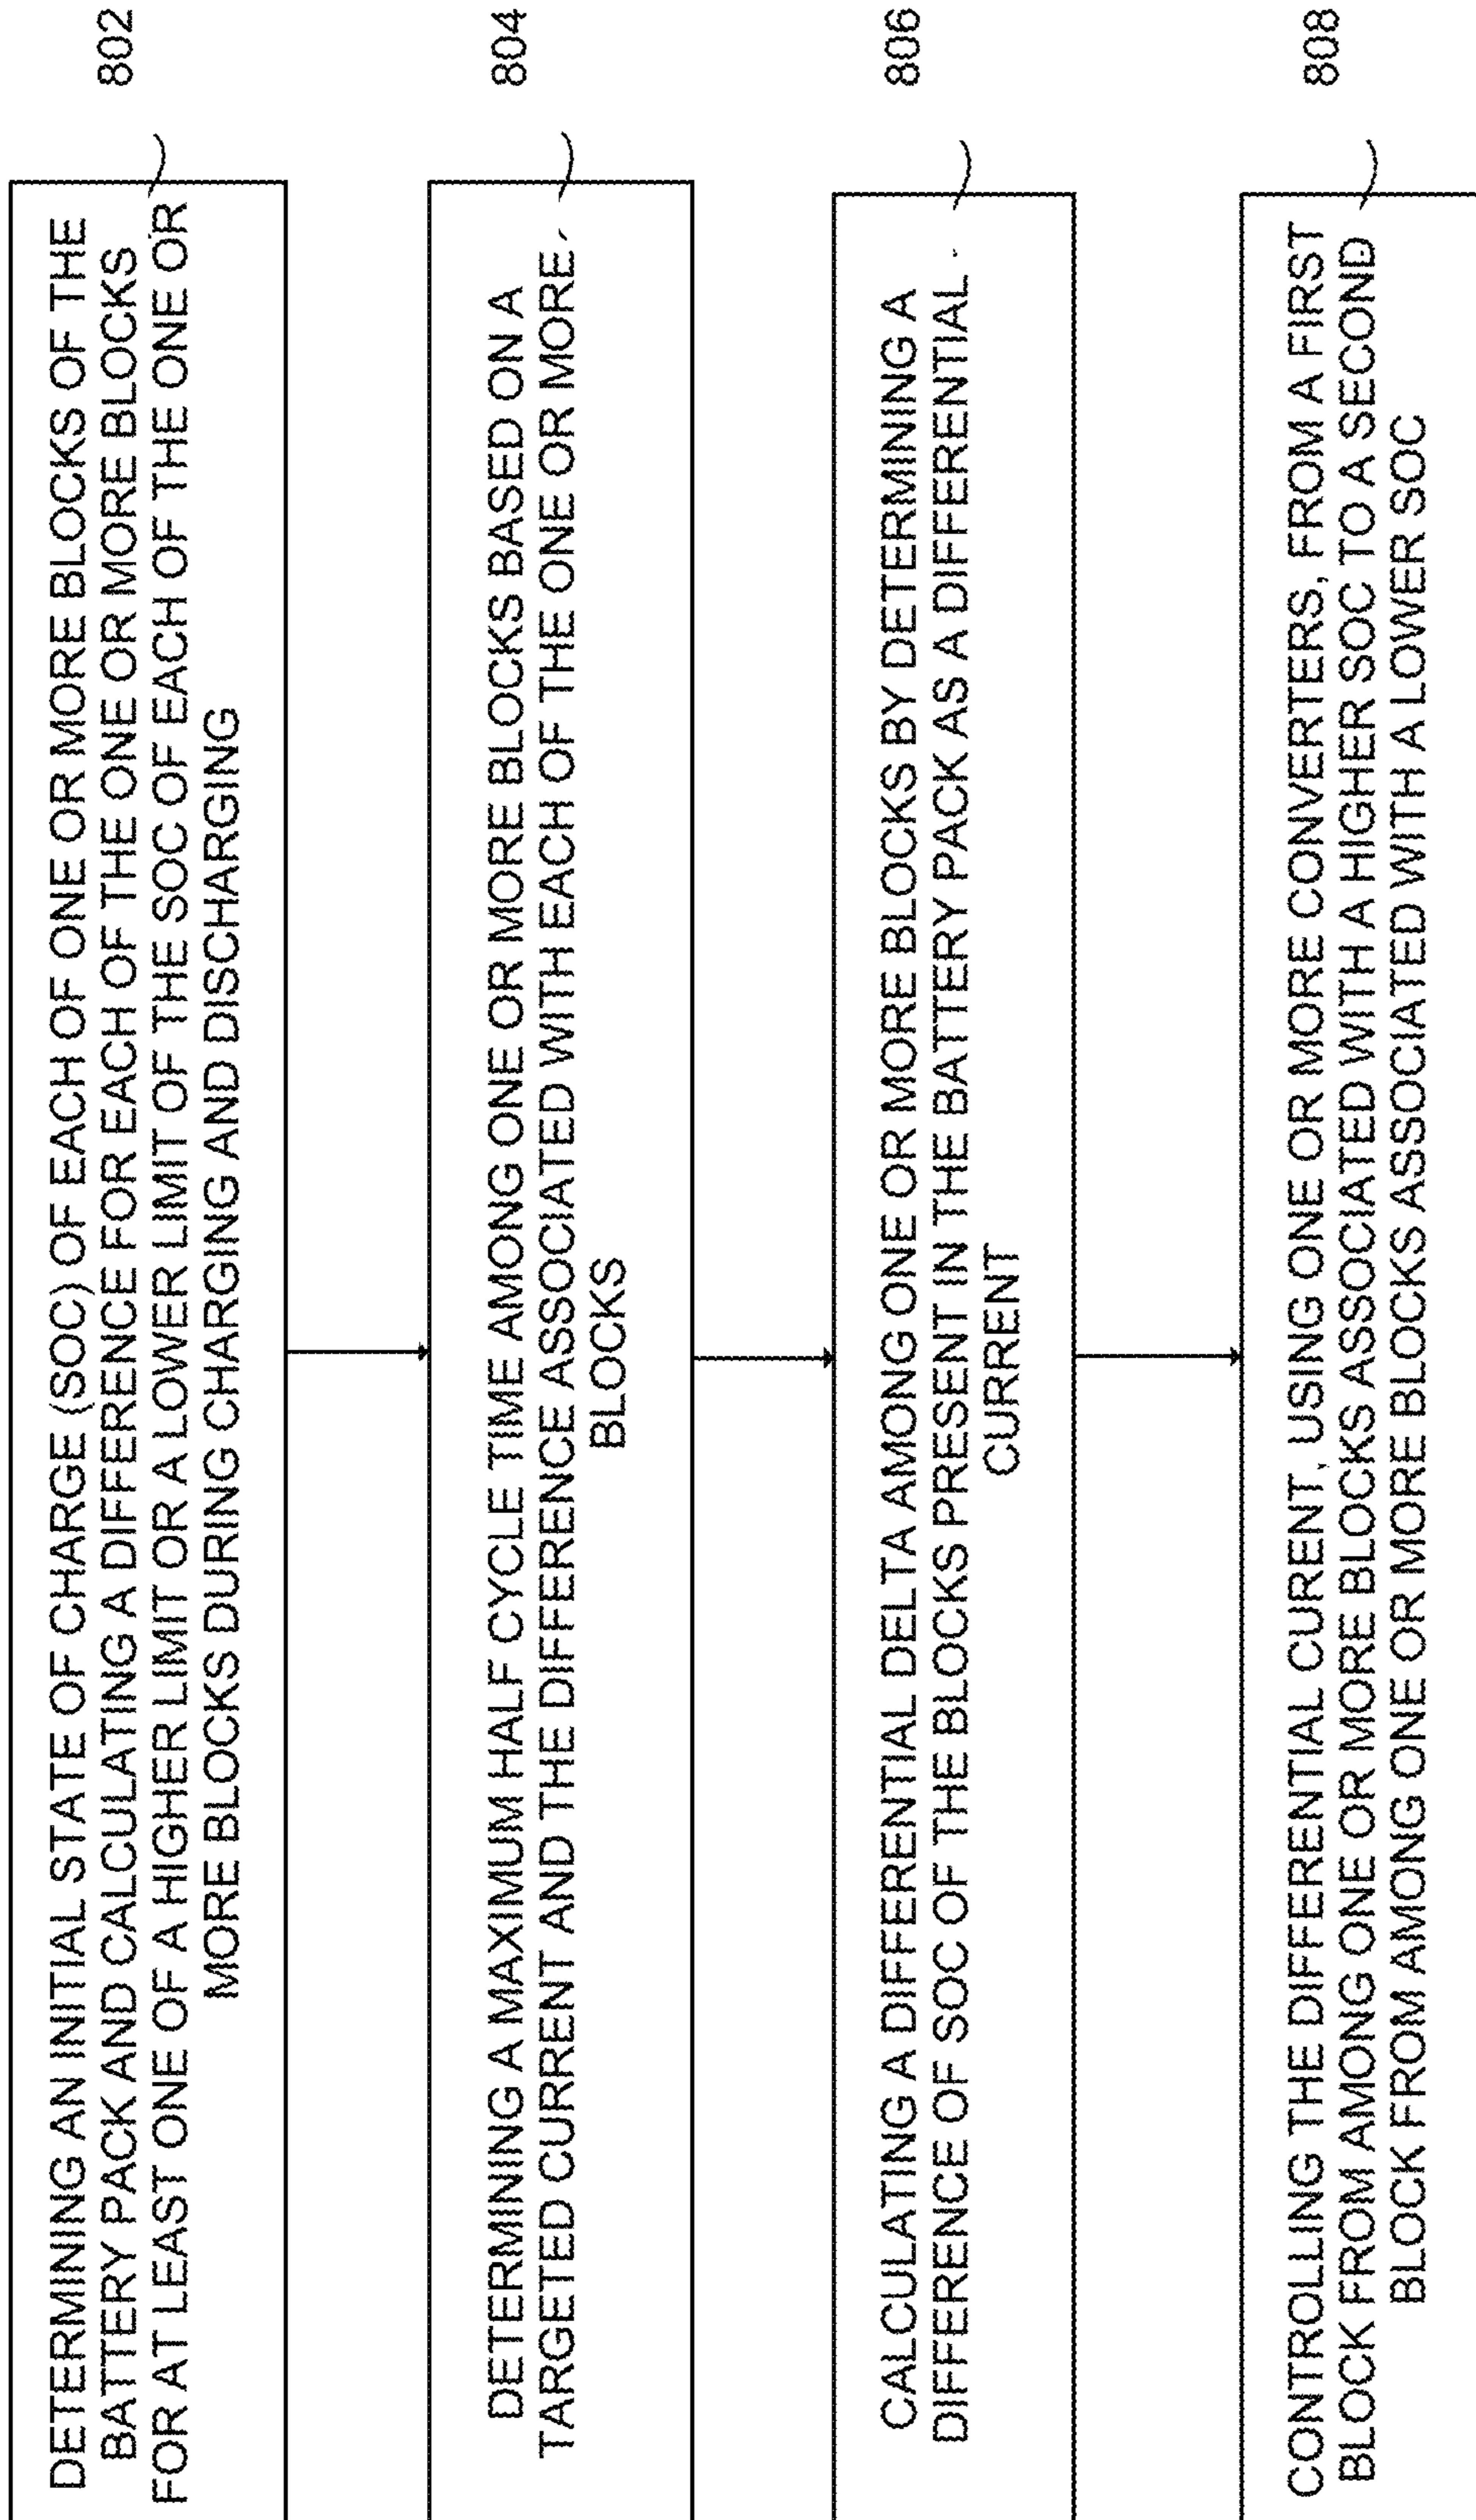 DETERMINING AN INITIAL STATE OF CHARGE (SOC) OF EACH OF ONE OR MORE BLOCKS OF THE
BATTERY PACK AND CALCULATING A DIFFERENCE FOR EACH OF THE ONE OR MORE BLOCKS
FOR AT LEAST ONE OF A HIGHER LIMIT OR A LOWER LIMIT OF THE SOC OF EACH OF THE ONE OR
MORE BLOCKS DURING CHARGING AND DISCHARGING
802
DETERMINING A MAXIMUM HALF CYCLE TIME AMONG ONE OR MORE BLOCKS BASED ON A
TARGETED CURRENT AND THE DIFFERENCE ASSOCIATED WITH EACH OF THE ONE OR MORE
BLOCKS
804
CALCULATING A DIFFERENTIAL DELTA AMONG ONE OR MORE BLOCKS BY DETERMINING A
DIFFERENCE OF SOC OF THE BLOCKS PRESENT IN THE BATTERY PACK AS A DIFFERENTIAL
CURRENT
806
CONTROLLING THE DIFFERENTIAL CURENT, USING ONE OR MORE CONVERTERS, FROM A FIRST
BLOCK FROM AMONG ONE OR MORE BLOCKS ASSOCIATED WITH A HIGHER SOC TO A SECOND
BLOCK FROM AMONG ONE OR MORE BLOCKS ASSOCIATED WITH A LOWER SOC
808